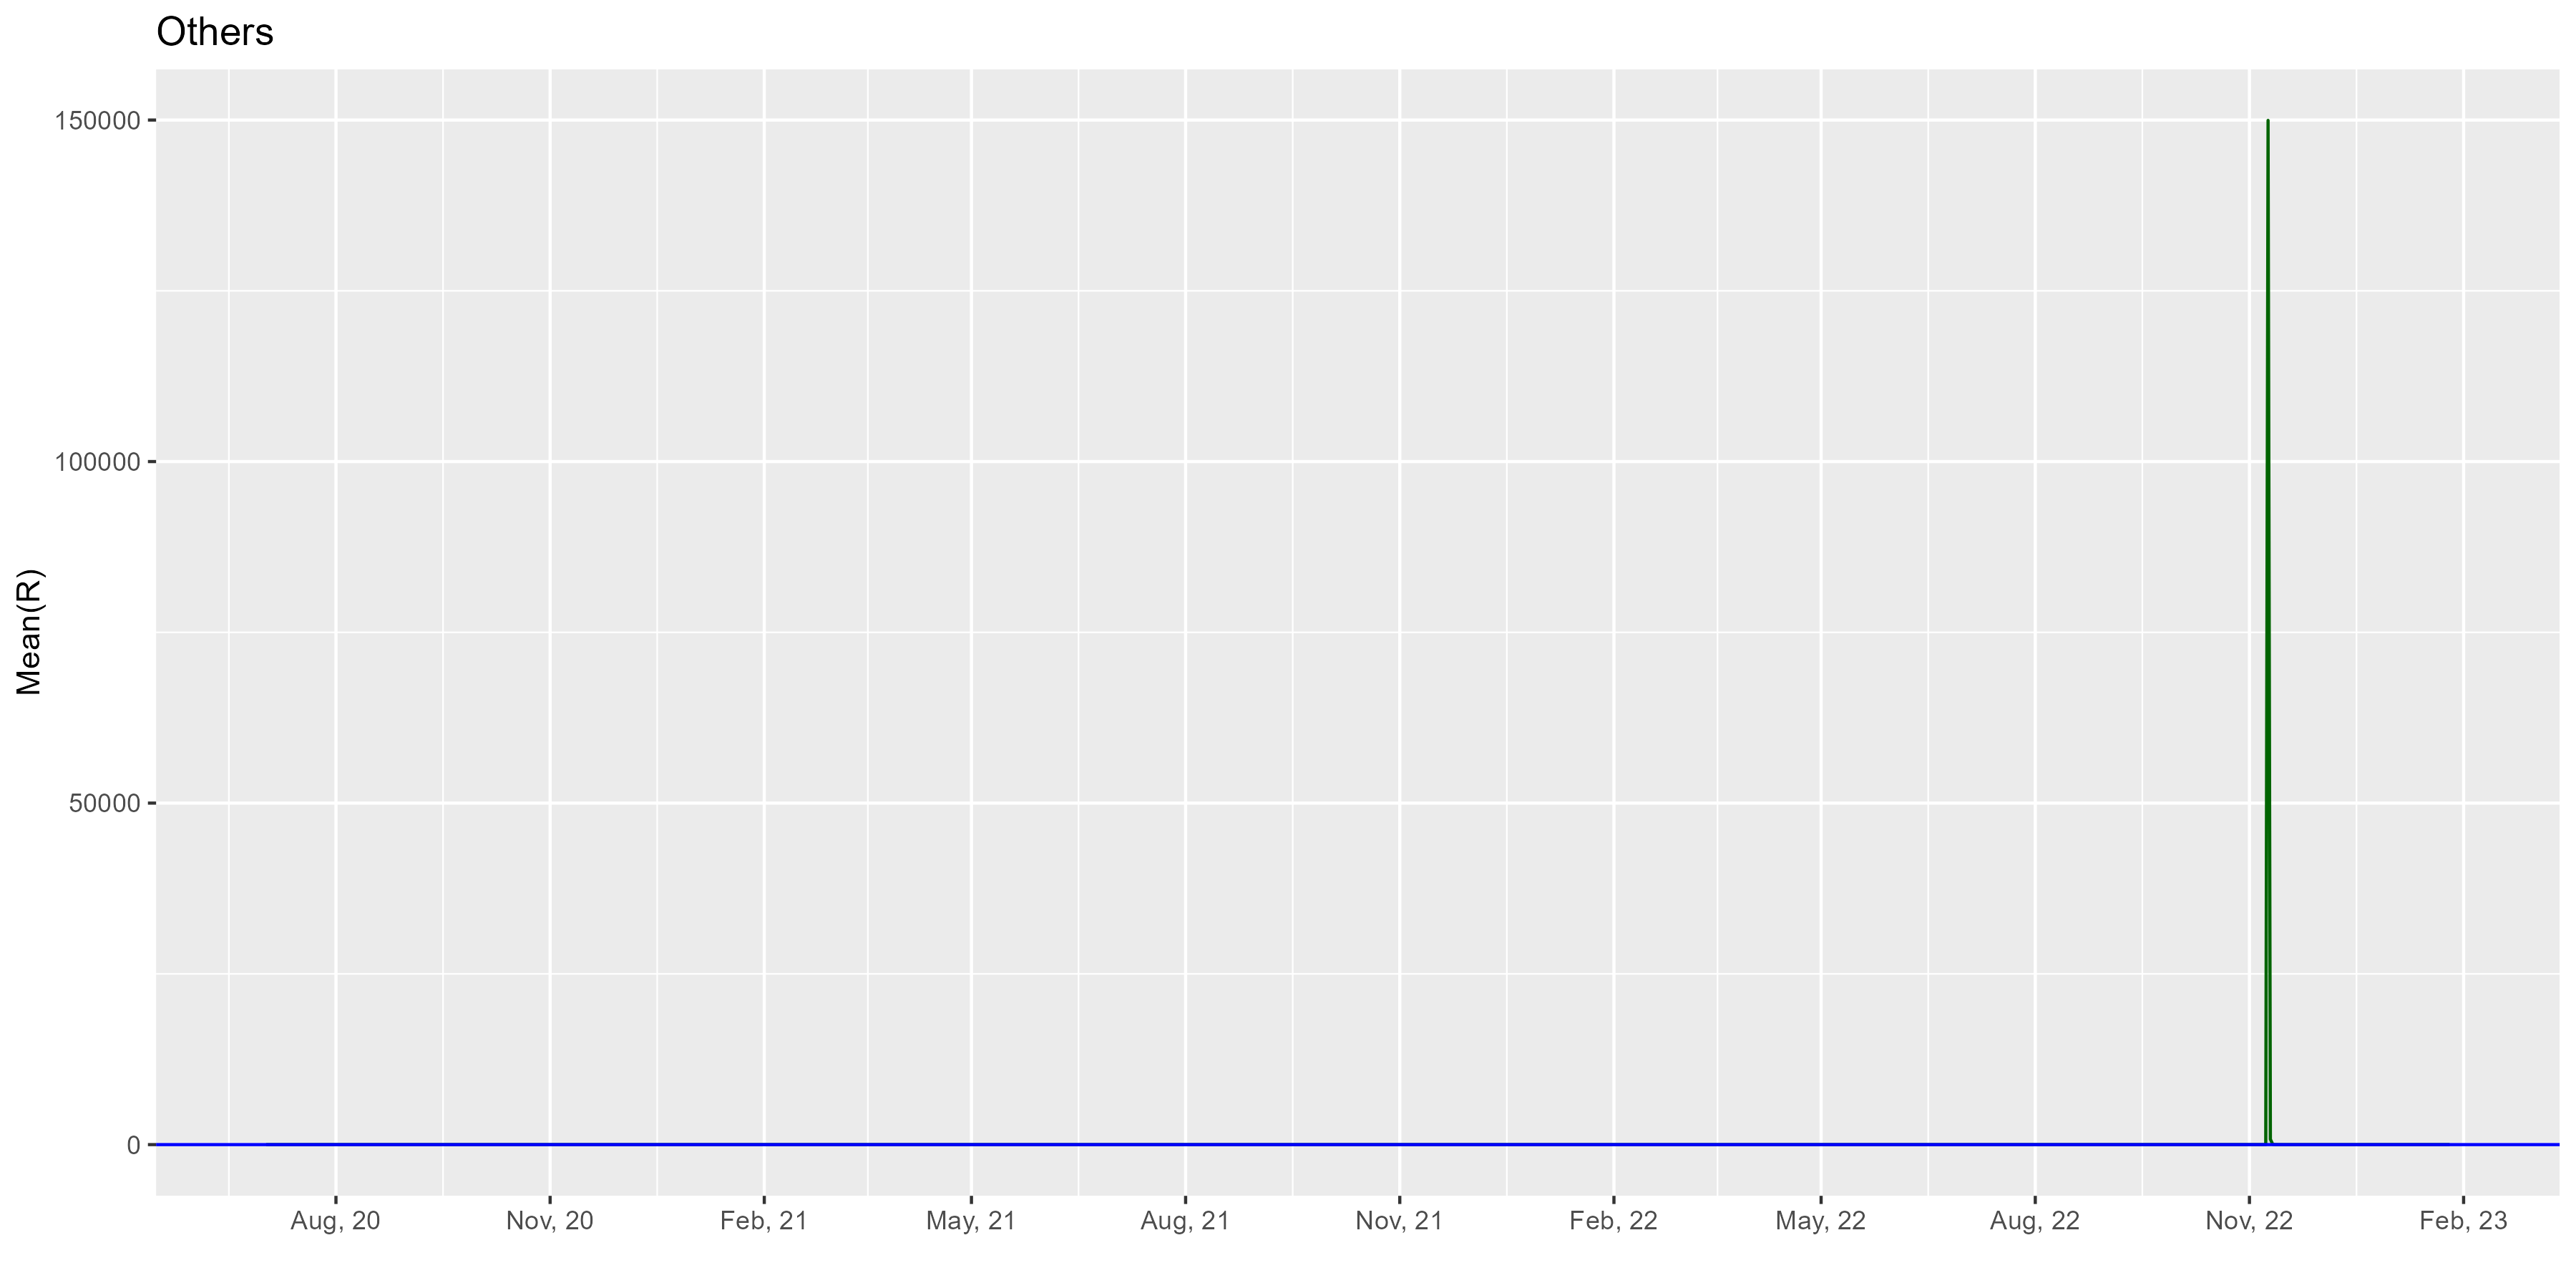 Others
150000
100000
50000
0
Mean(R)
Aug, 20 Nov, 20 Feb, 21 May, 21 Aug, 21 Nov, 21 Feb, 22 May, 22 Aug, 22 Nov, 22 Feb, 23